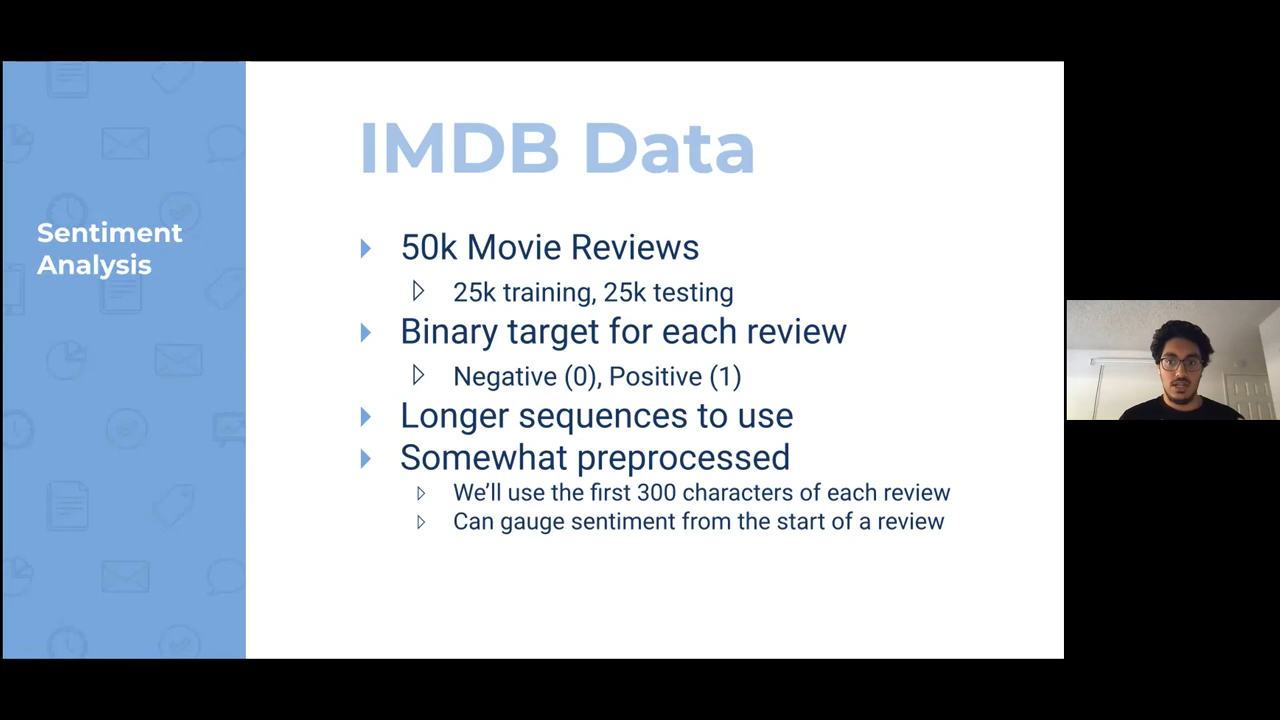 Sentiment
Analysis
IMDB Data
50k Movie Reviews
25k training, 25k testing
Binary target for each review
Negative (0), Positive (1)
Longer sequences to use
Somewhat preprocessed
We’ll use the first 300 characters of each review
Can gauge sentiment from the start of a review